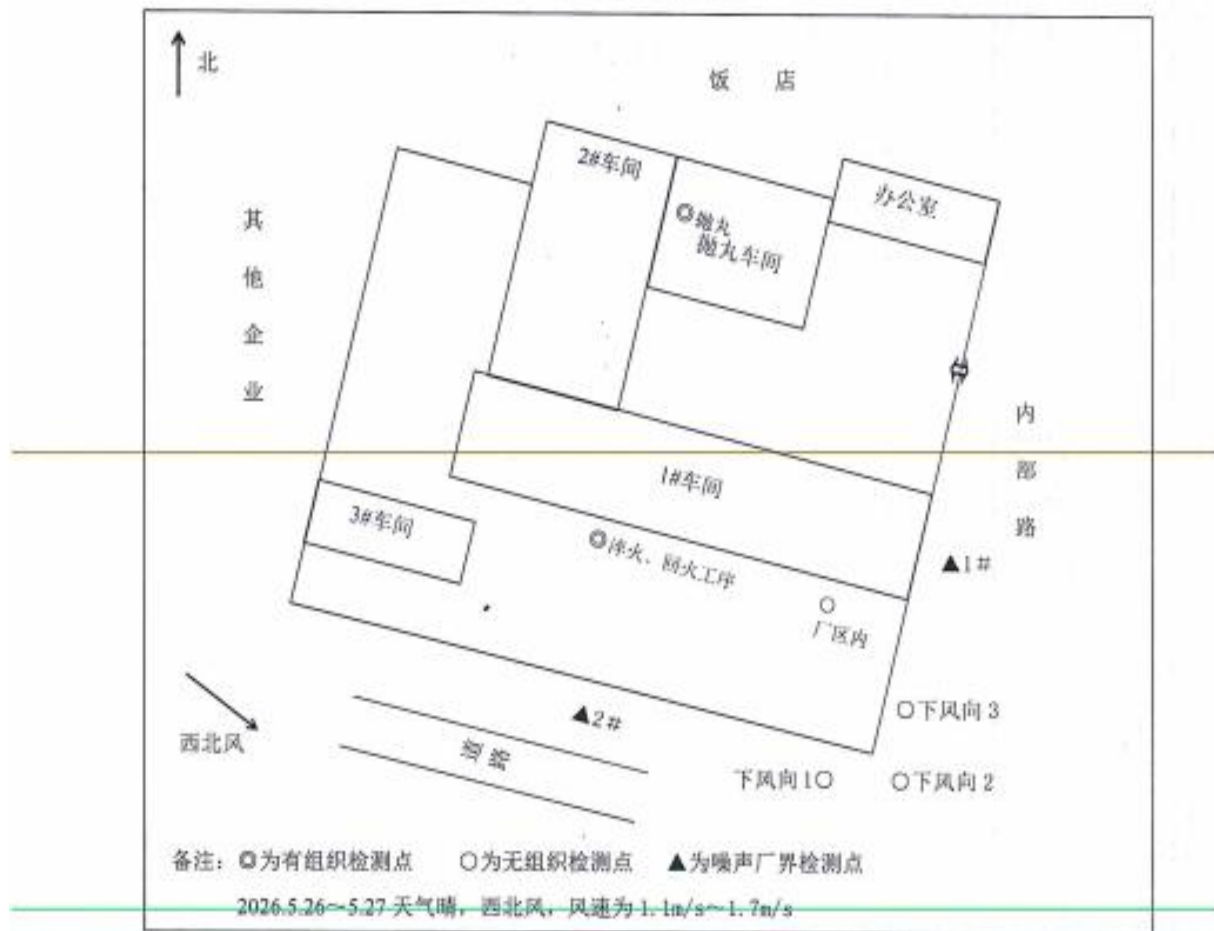 北
饭 店
2#车间
办公室
抛丸
抛丸车间
其他企业
内部路
1#车间
3#车间
淬火、回火工序
▲1#
厂区内
▲2#
○下风向3
西北风
道路
下风向1○
○下风向2
备注：◎为有组织检测点 ○为无组织检测点 ▲为噪声厂界检测点
2026.5.26～5.27 天气晴，西北风，风速为 1.1m/s～1.7m/s